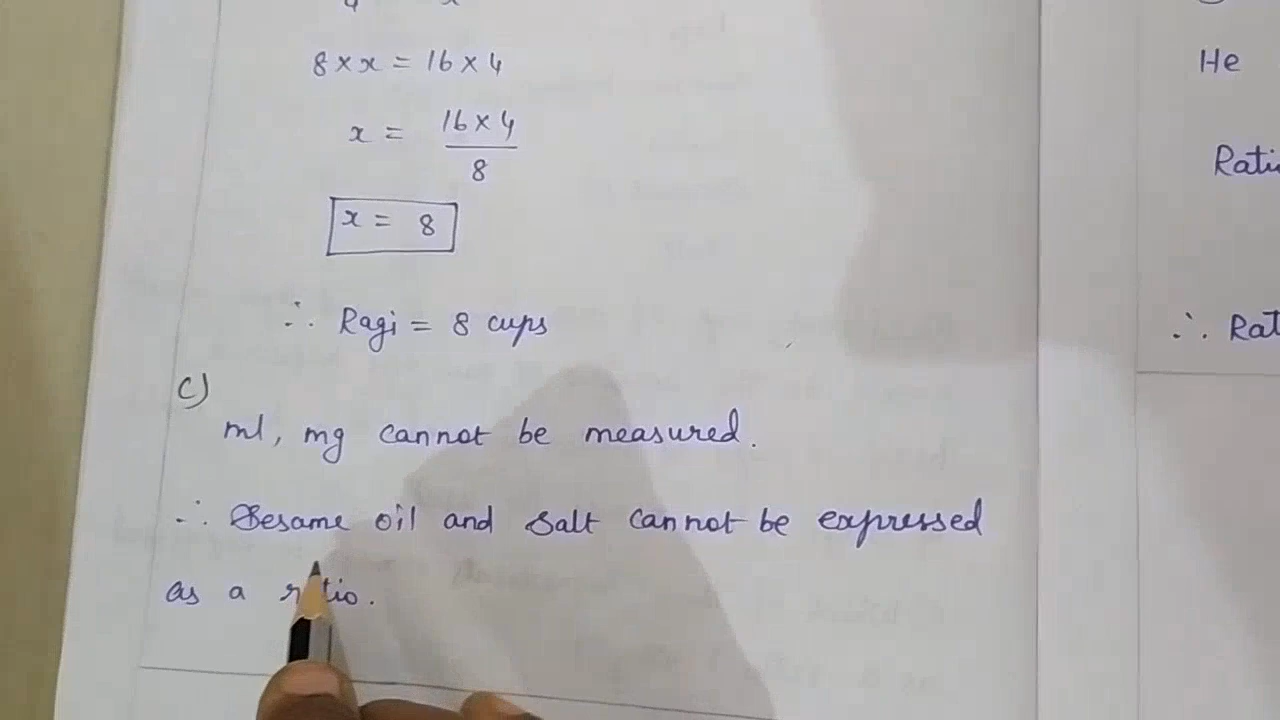 8 × x = 16 × 4
x = 16 × 4
8
x = 8
∴ Ragi = 8 cups
c)
ml, mg cannot be measured.
∴ Sesame oil and salt cannot be expressed
as a ratio.
He